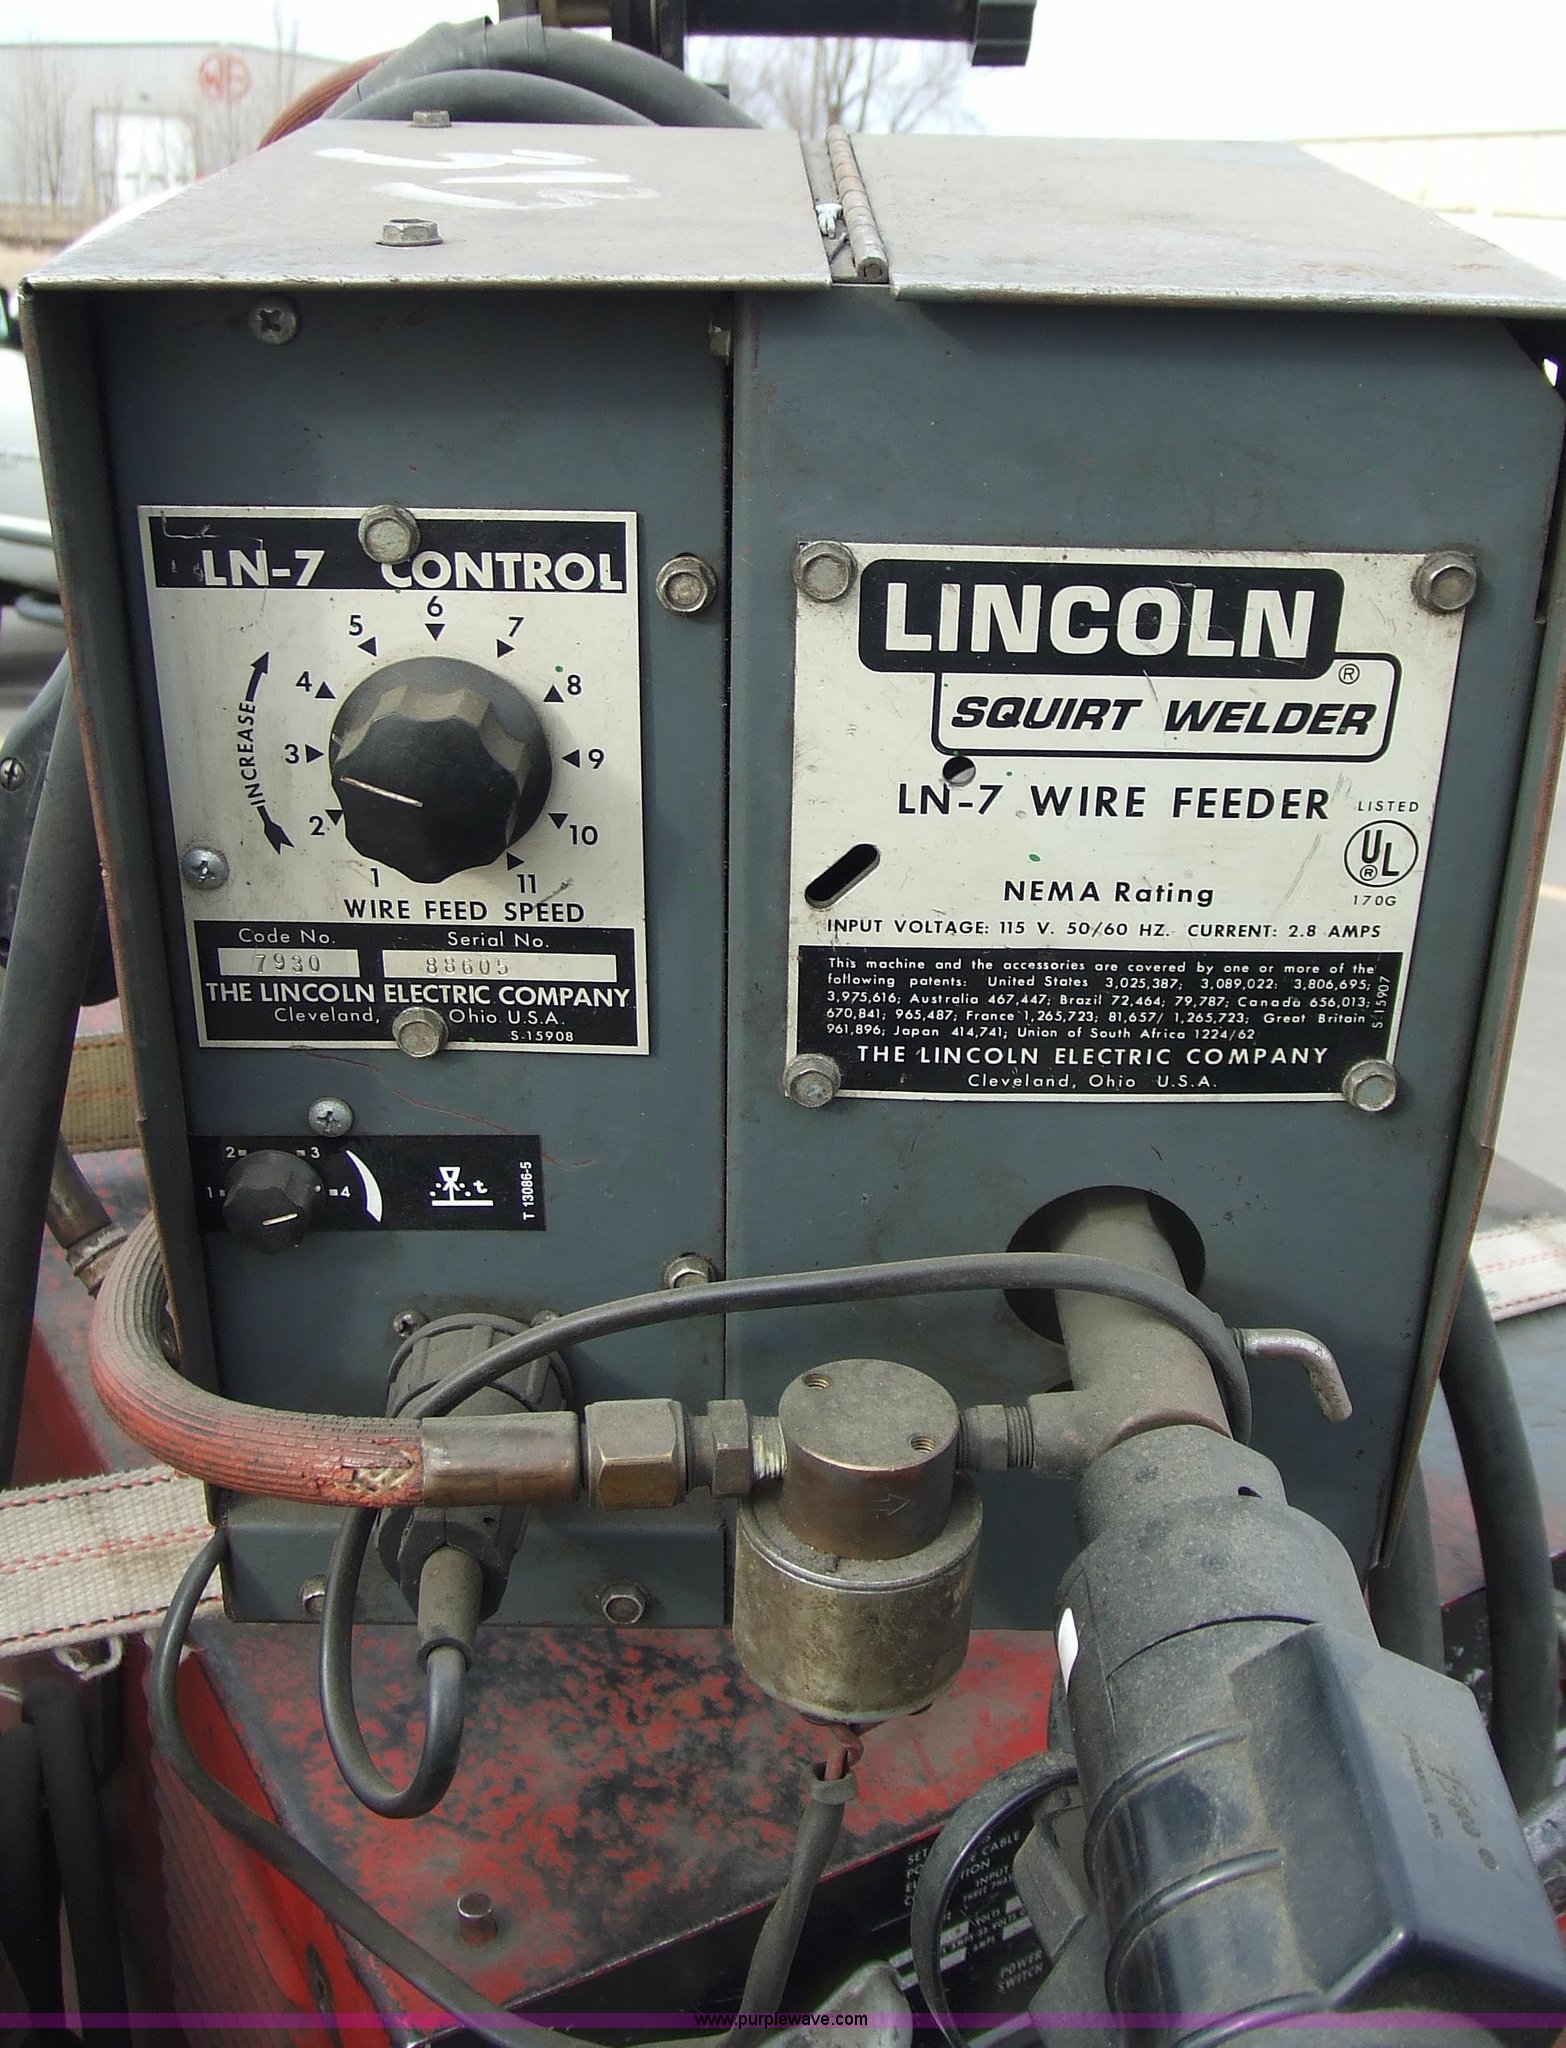 LN-7 CONTROL
1 2 3 4 5 6 7 8 9 10 11
INCREASE
WIRE FEED SPEED
Code No. Serial No.
7930 88605
THE LINCOLN ELECTRIC COMPANY
Cleveland, Ohio U.S.A.
S-15908
1 2 3 4
t
T 13086-5
LINCOLN
®
SQUIRT WELDER
LN-7 WIRE FEEDER
LISTED
UL
®
170G
NEMA Rating
INPUT VOLTAGE: 115 V. 50/60 HZ. CURRENT: 2.8 AMPS
This machine and the accessories are covered by one or more of the
following patents: United States 3,025,387; 3,089,022; 3,806,695;
3,975,616; Australia 467,447; Brazil 72,464; 79,787; Canada 656,013;
670,841; 965,487; France 1,265,723; 81,657/ 1,265,723; Great Britain
961,896; Japan 414,741; Union of South Africa 1224/62
S-15907
THE LINCOLN ELECTRIC COMPANY
Cleveland, Ohio U.S.A.
CABLE
INPUT
VOLTS
AMPS
POWER
SWITCH
www.purplewave.com